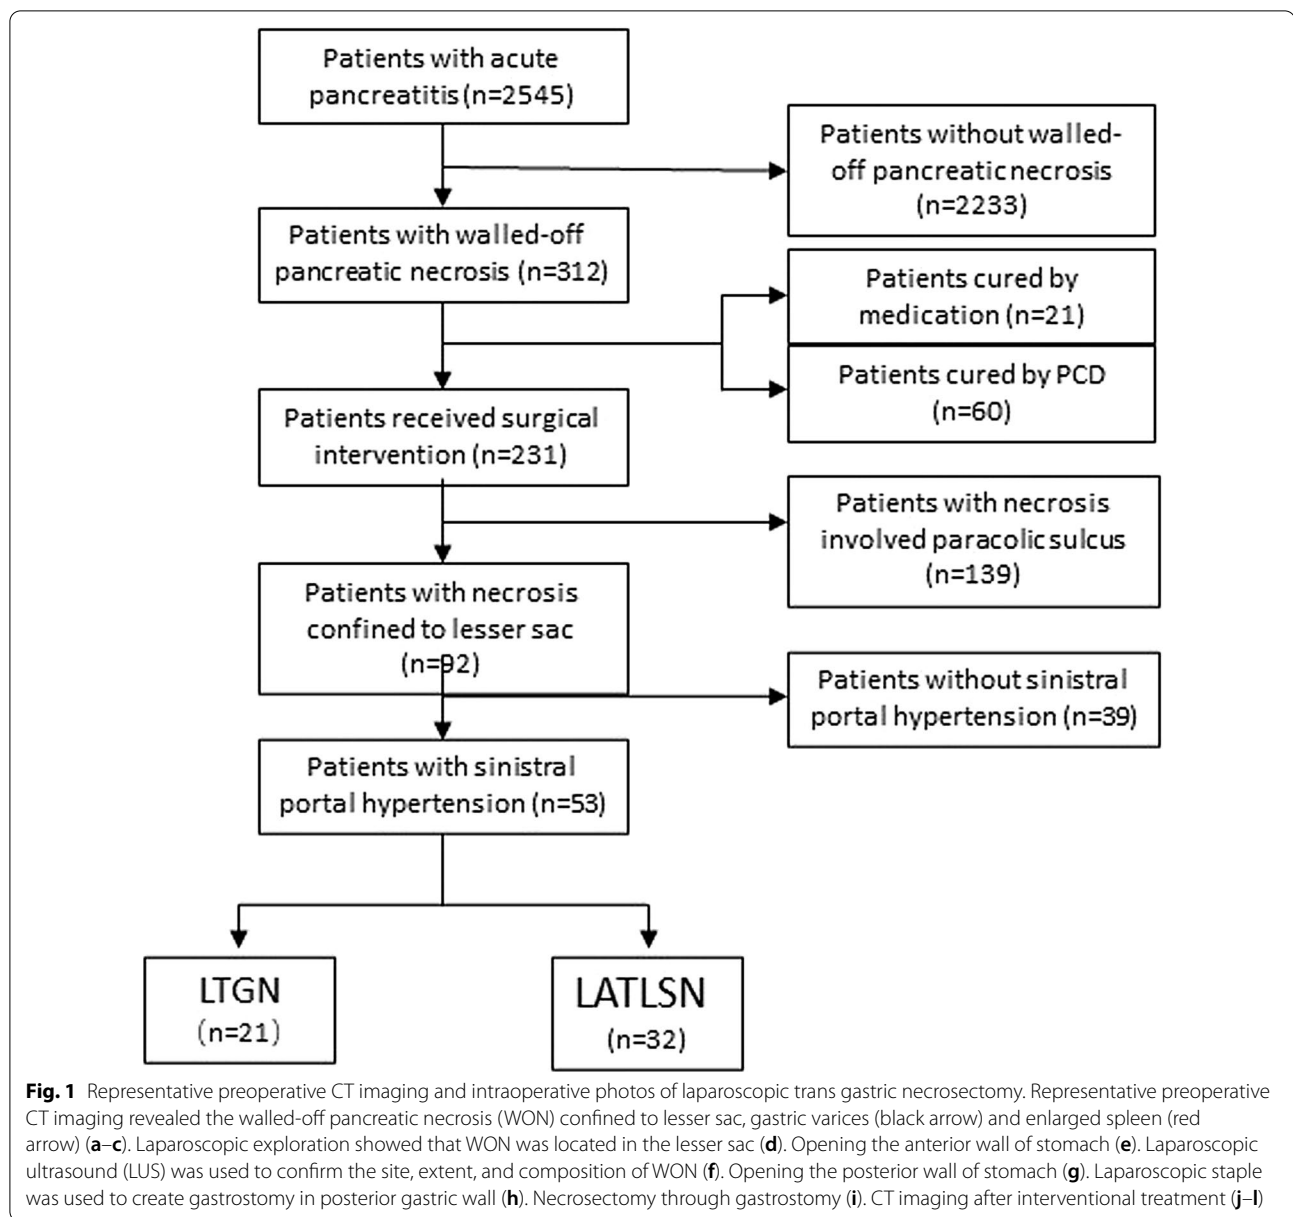 Patients with acute
pancreatitis (n=2545)
Patients without walled-
off pancreatic necrosis
(n=2233)
Patients with walled-off
pancreatic necrosis (n=312)
Patients cured by
medication (n=21)
Patients cured by PCD
(n=60)
Patients received surgical
intervention (n=231)
Patients with necrosis
involved paracolic sulcus
(n=139)
Patients with necrosis
confined to lesser sac
(n=92)
Patients without sinistral
portal hypertension (n=39)
Patients with sinistral
portal hypertension (n=53)
LTGN
(n=21)
LATLSN
(n=32)
Fig. 1 Representative preoperative CT imaging and intraoperative photos of laparoscopic trans gastric necrosectomy. Representative preoperative
CT imaging revealed the walled-off pancreatic necrosis (WON) confined to lesser sac, gastric varices (black arrow) and enlarged spleen (red
arrow) (a–c). Laparoscopic exploration showed that WON was located in the lesser sac (d). Opening the anterior wall of stomach (e). Laparoscopic
ultrasound (LUS) was used to confirm the site, extent, and composition of WON (f). Opening the posterior wall of stomach (g). Laparoscopic staple
was used to create gastrostomy in posterior gastric wall (h). Necrosectomy through gastrostomy (i). CT imaging after interventional treatment (j–l)